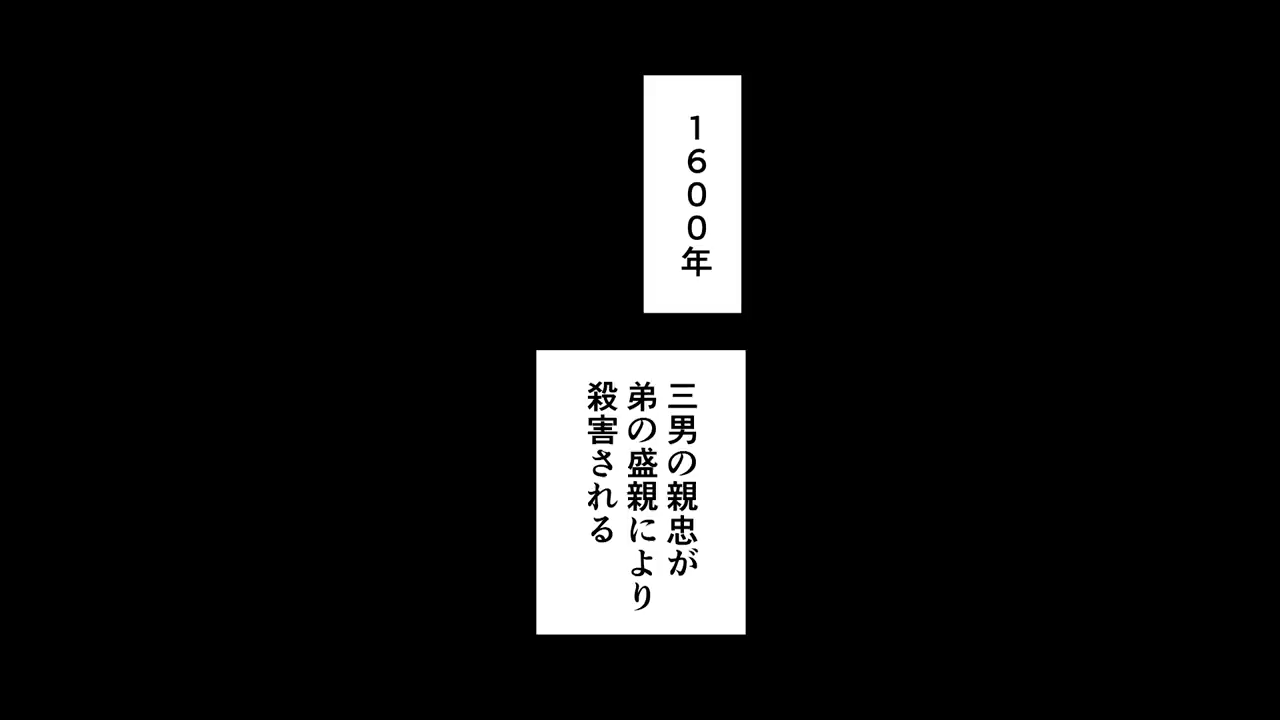 1600年
三男の親忠が
弟の盛親により
殺害される